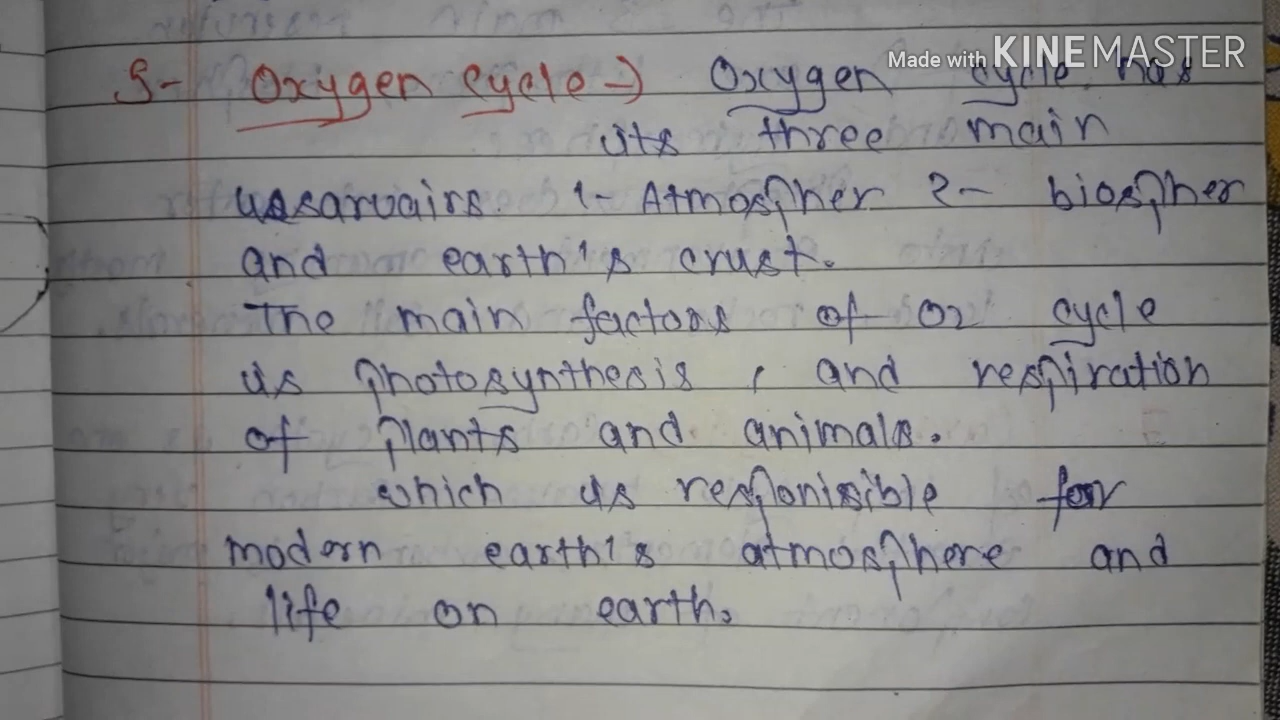 Made with KINEMASTER
5- Oxygen cycle → Oxygen cycle has
its three main
1- Atmospher 2- biospher
and earth's crust.
The main factors of O2 cycle
is photosynthesis, and respiration
of plants and animals.
which is responisible for
modern earth's atmosphere and
life on earth.